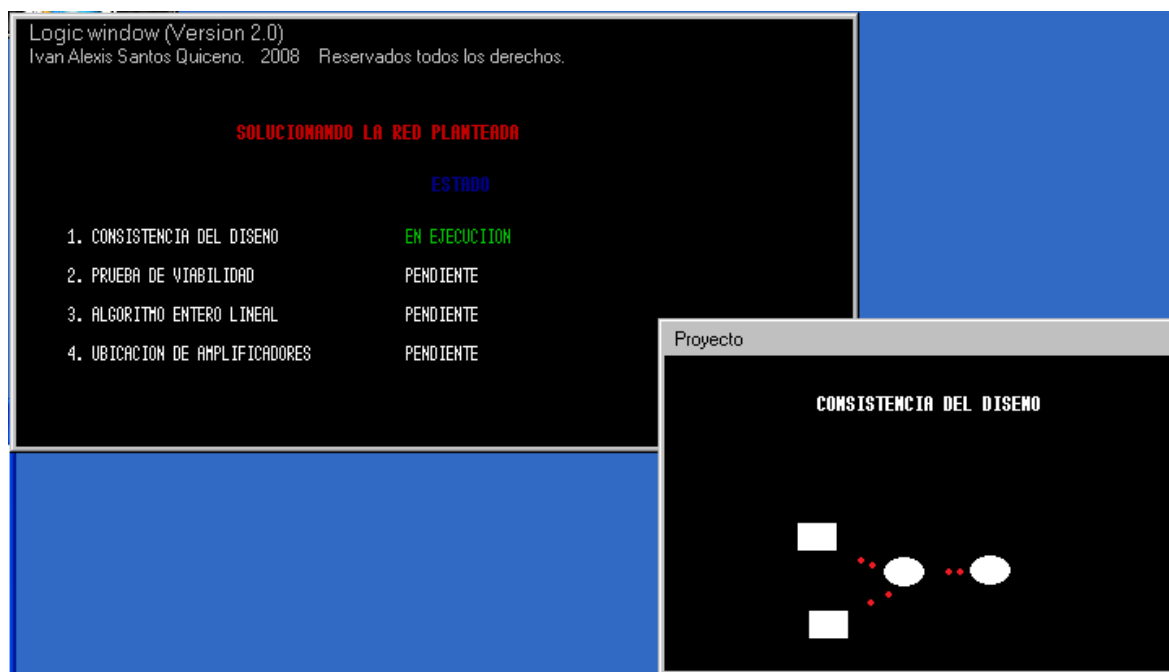 Logic window (Version 2.0)
Ivan Alexis Santos Quiceno. 2008 Reservados todos los derechos.
SOLUCIONANDO LA RED PLANTEADA
ESTADO
1. CONSISTENCIA DEL DISENO EN EJECUCIION
2. PRUEBA DE VIABILIDAD PENDIENTE
3. ALGORITMO ENTERO LINEAL PENDIENTE
4. UBICACION DE AMPLIFICADORES PENDIENTE
Proyecto
CONSISTENCIA DEL DISENO